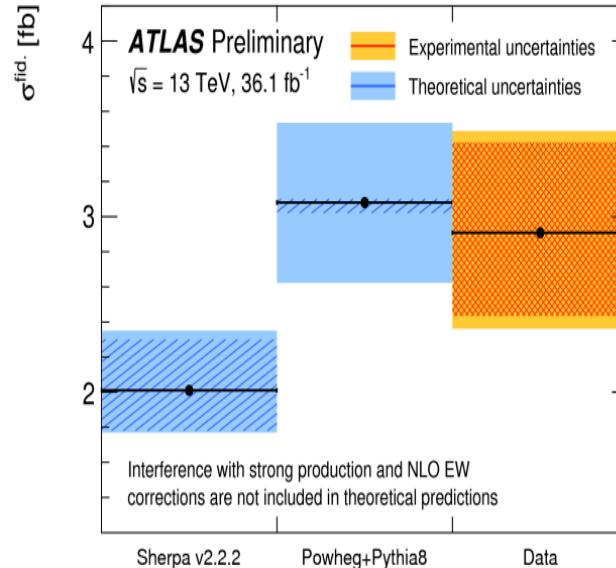 σfid. [fb]
4
3
2
ATLAS Preliminary
√s = 13 TeV, 36.1 fb-1
Experimental uncertainties
Theoretical uncertainties
Interference with strong production and NLO EW
corrections are not included in theoretical predictions
Sherpa v2.2.2 Powheg+Pythia8 Data